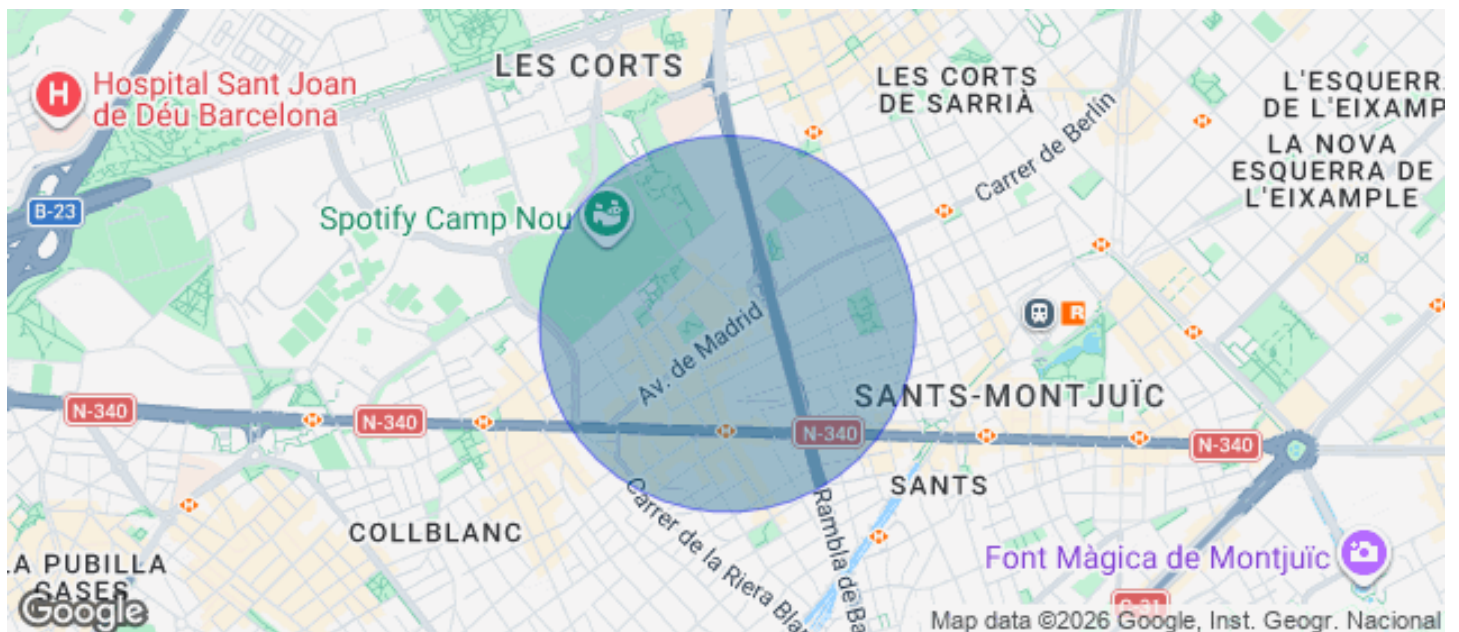 LES CORTS
Hospital Sant Joan
de Déu Barcelona
H
LES CORTS
DE SARRIÀ
L'ESQUERR
DE L'EIXAMP
LA NOVA
ESQUERRA DE
L'EIXAMPLE
Carrer de Berlín
B-23
Spotify Camp Nou
R
Av. de Madrid
SANTS-MONTJUÏC
N-340
N-340
N-340
N-340
SANTS
COLLBLANC
Carrer de la Riera Bla
Rambla de Ba
LA PUBILLA
CASES
Font Màgica de Montjuïc
Google
Map data ©2026 Google, Inst. Geogr. Nacional